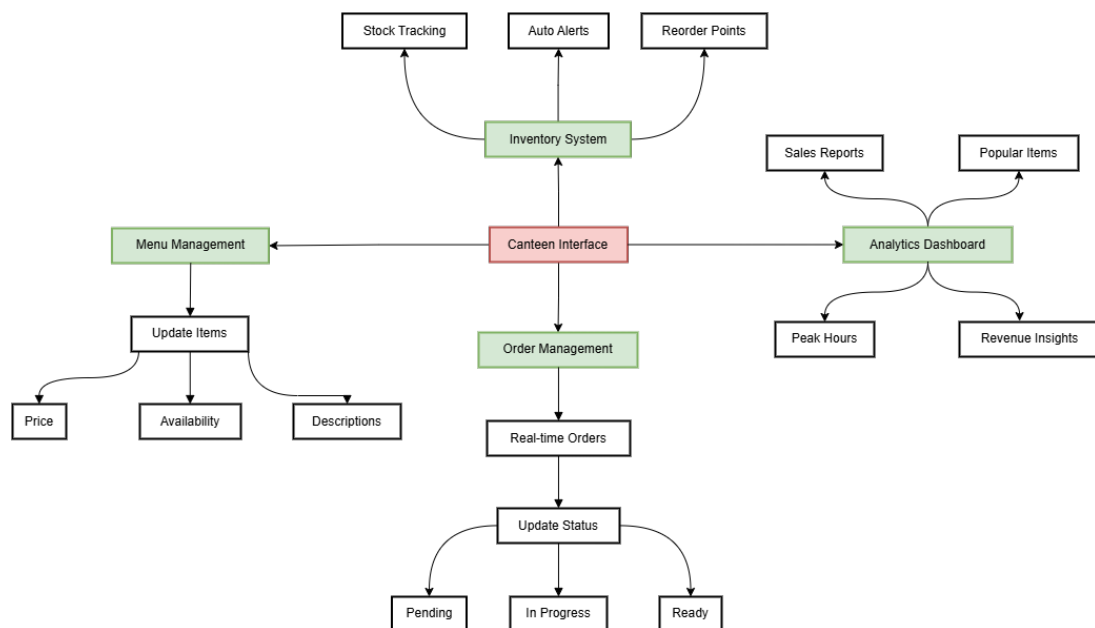 Stock Tracking
Auto Alerts
Reorder Points
Inventory System
Sales Reports
Popular Items
Menu Management
Canteen Interface
Analytics Dashboard
Update Items
Order Management
Peak Hours
Revenue Insights
Price
Availability
Descriptions
Real-time Orders
Update Status
Pending
In Progress
Ready